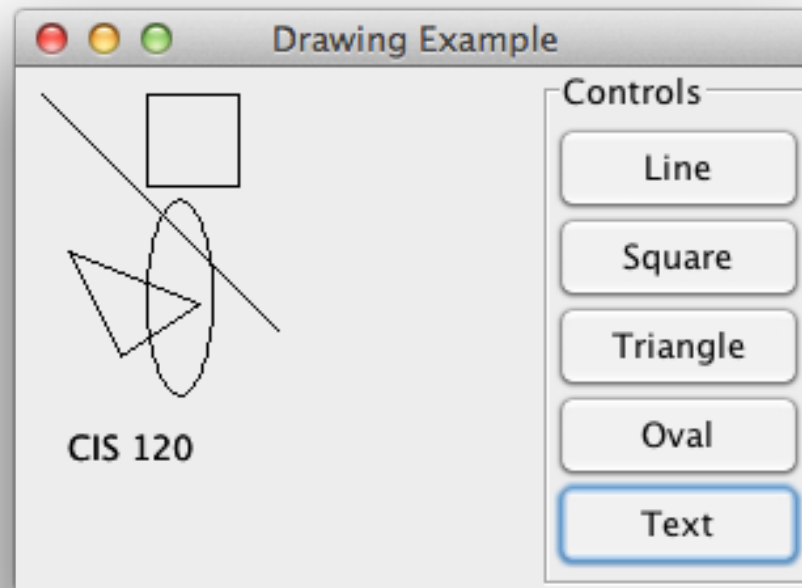 Drawing Example
Controls
Line
Square
Triangle
Oval
Text
CIS 120